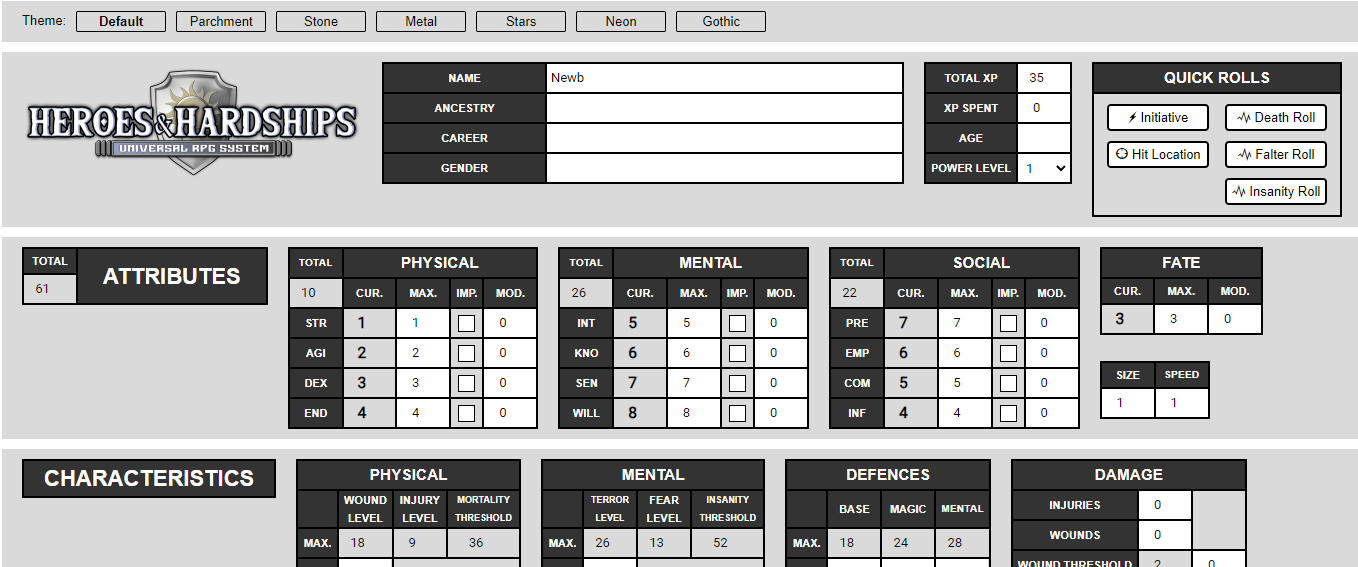 Theme: Default Parchment Stone Metal Stars Neon Gothic
HEROES & HARDSHIPS
UNIVERSAL RPG SYSTEM
NAME Newb
ANCESTRY
CAREER
GENDER
TOTAL XP 35
XP SPENT 0
AGE
POWER LEVEL 1
QUICK ROLLS
Initiative Death Roll
Hit Location Falter Roll
Insanity Roll
TOTAL ATTRIBUTES
61
TOTAL PHYSICAL
10 CUR. MAX. IMP. MOD.
STR 1 1 0
AGI 2 2 0
DEX 3 3 0
END 4 4 0
TOTAL MENTAL
26 CUR. MAX. IMP. MOD.
INT 5 5 0
KNO 6 6 0
SEN 7 7 0
WILL 8 8 0
TOTAL SOCIAL
22 CUR. MAX. IMP. MOD.
PRE 7 7 0
EMP 6 6 0
COM 5 5 0
INF 4 4 0
FATE
CUR. MAX. MOD.
3 3 0
SIZE SPEED
1 1
CHARACTERISTICS
PHYSICAL
WOUND LEVEL INJURY LEVEL MORTALITY THRESHOLD
MAX. 18 9 36
MENTAL
TERROR LEVEL FEAR LEVEL INSANITY THRESHOLD
MAX. 26 13 52
DEFENCES
BASE MAGIC MENTAL
MAX. 18 24 28
DAMAGE
INJURIES 0
WOUNDS 0
WOUND THRESHOLD 2 0